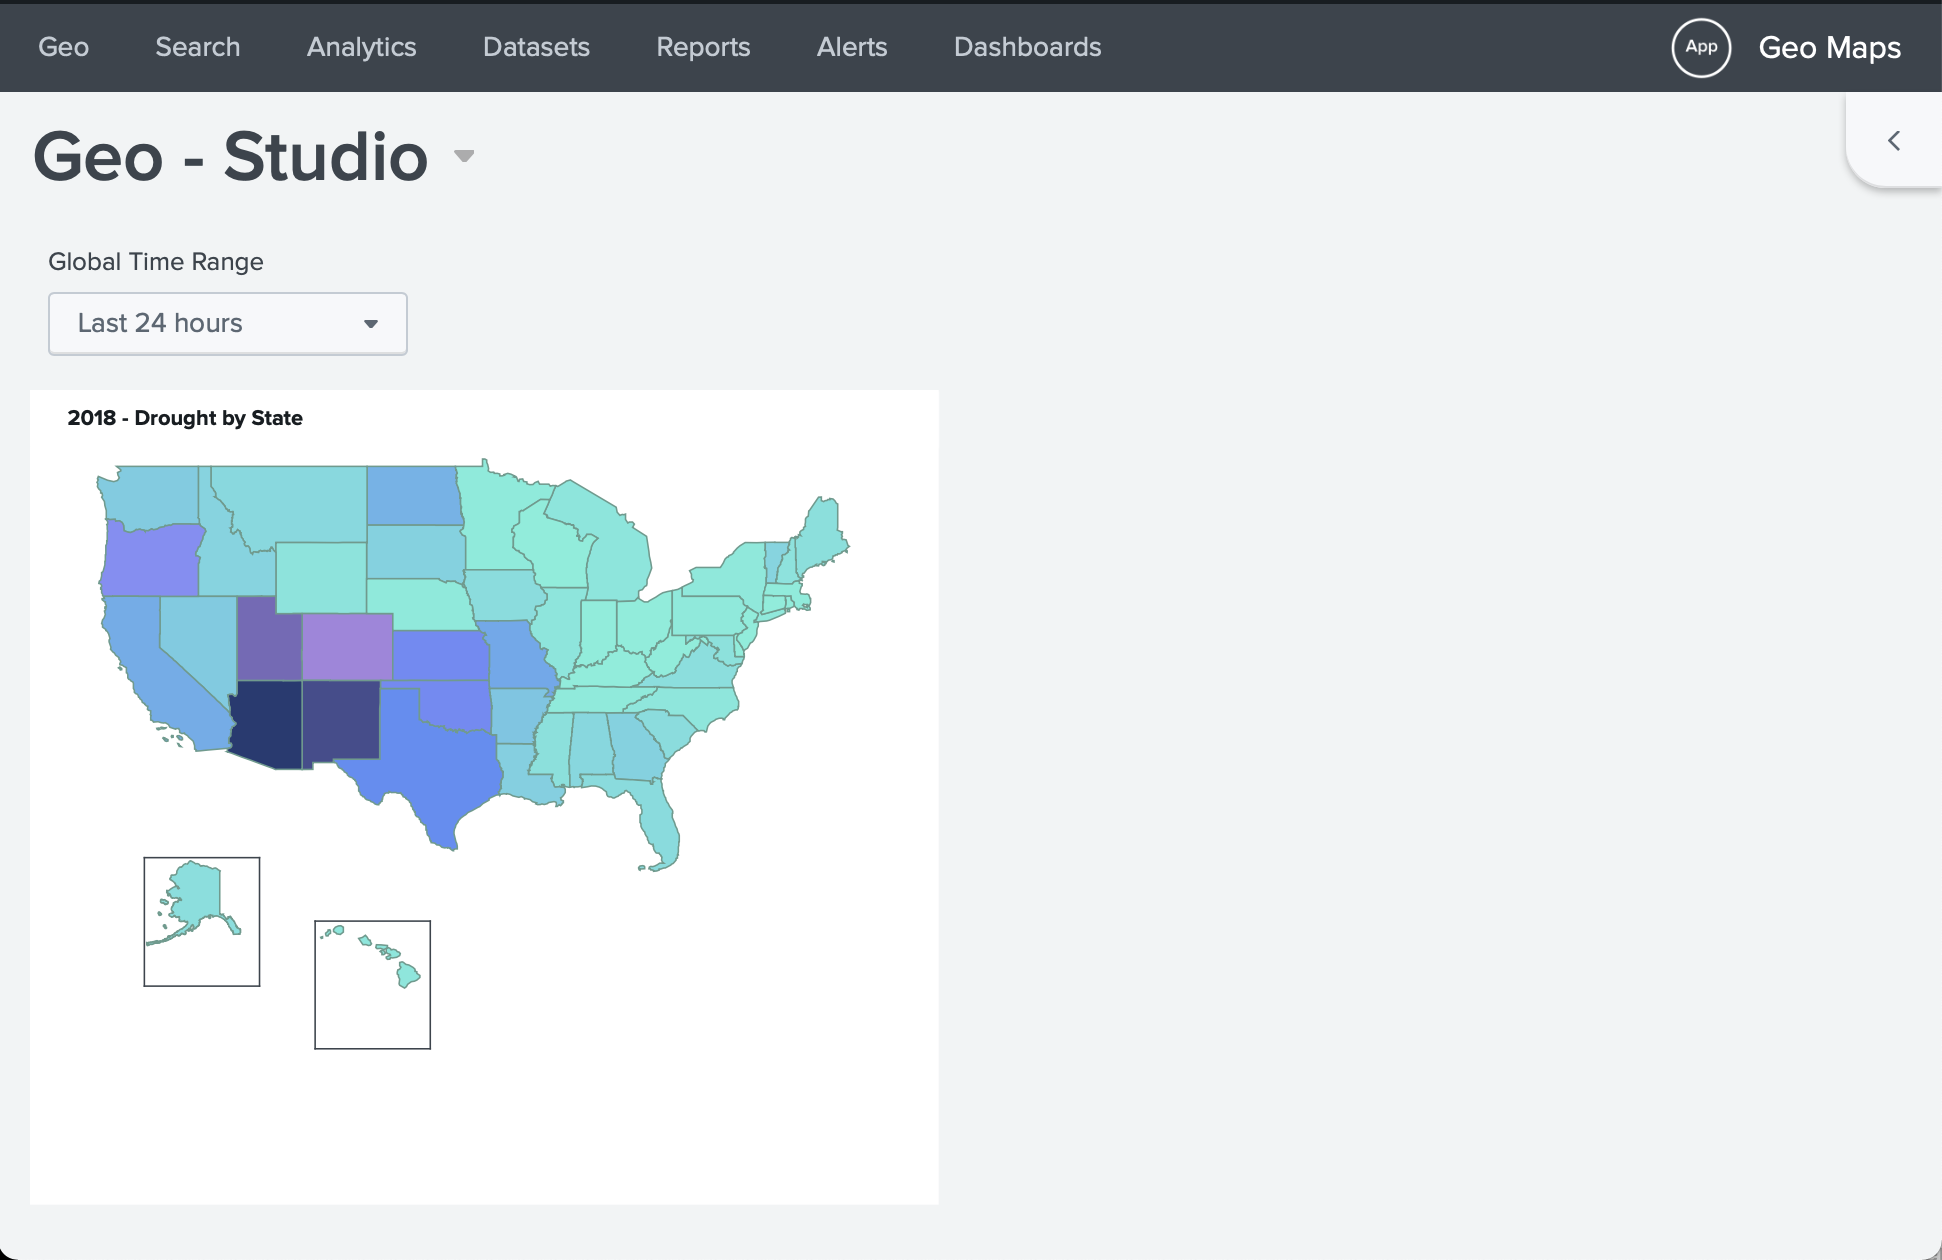 Geo Search Analytics Datasets Reports Alerts Dashboards App Geo Maps
Geo - Studio
Global Time Range
Last 24 hours
2018 - Drought by State